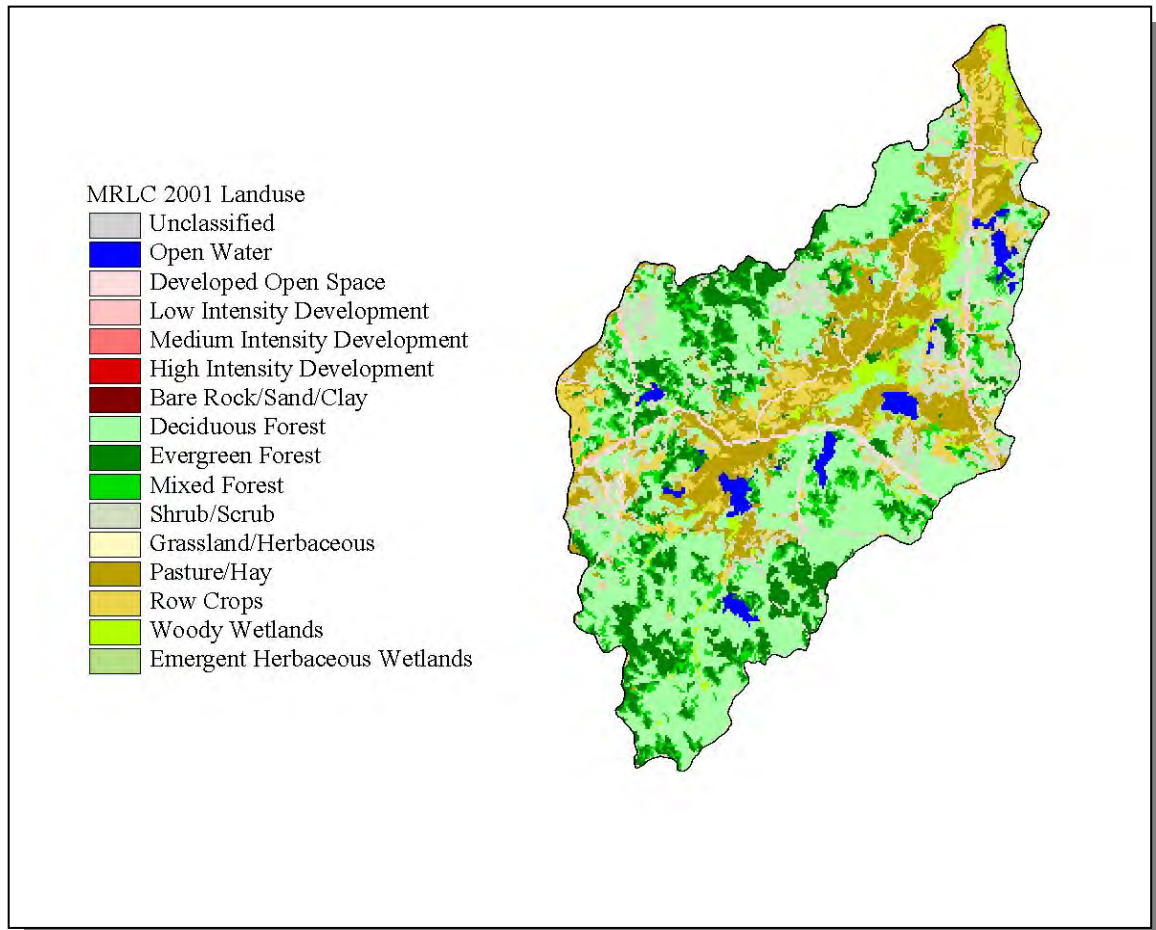 MRLC 2001 Landuse
Unclassified
Open Water
Developed Open Space
Low Intensity Development
Medium Intensity Development
High Intensity Development
Bare Rock/Sand/Clay
Deciduous Forest
Evergreen Forest
Mixed Forest
Shrub/Scrub
Grassland/Herbaceous
Pasture/Hay
Row Crops
Woody Wetlands
Emergent Herbaceous Wetlands